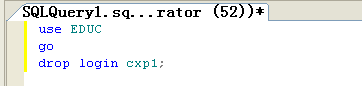 SQLQuery1.sq...rator (52))*
use EDUC
go
drop login cxp1;